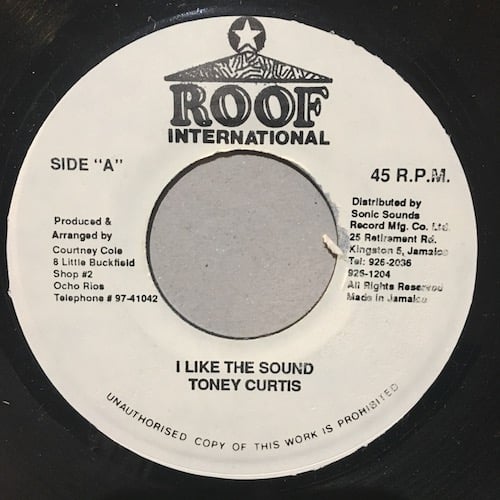 ROOF
INTERNATIONAL
SIDE "A"
45 R.P.M.
Produced &
Arranged by
Courtney Cole
8 Little Buckfield
Shop #2
Ocho Rios
Telephone # 97-41042
Distributed by
Sonic Sounds
Record Mfg. Co. Ltd.
25 Retirement Rd.
Kingston 5, Jamaica
Tel: 926-2036
926-1204
All Rights Reserved
Made in Jamaica
I LIKE THE SOUND
TONEY CURTIS
UNAUTHORISED COPY OF THIS WORK IS PROHIBITED